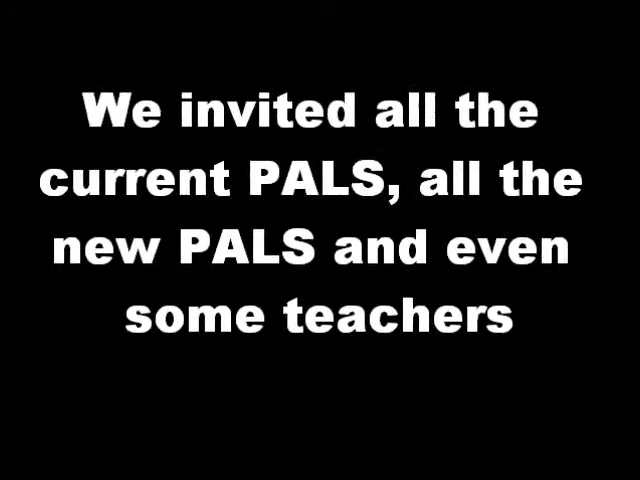 We invited all the
current PALS, all the
new PALS and even
some teachers